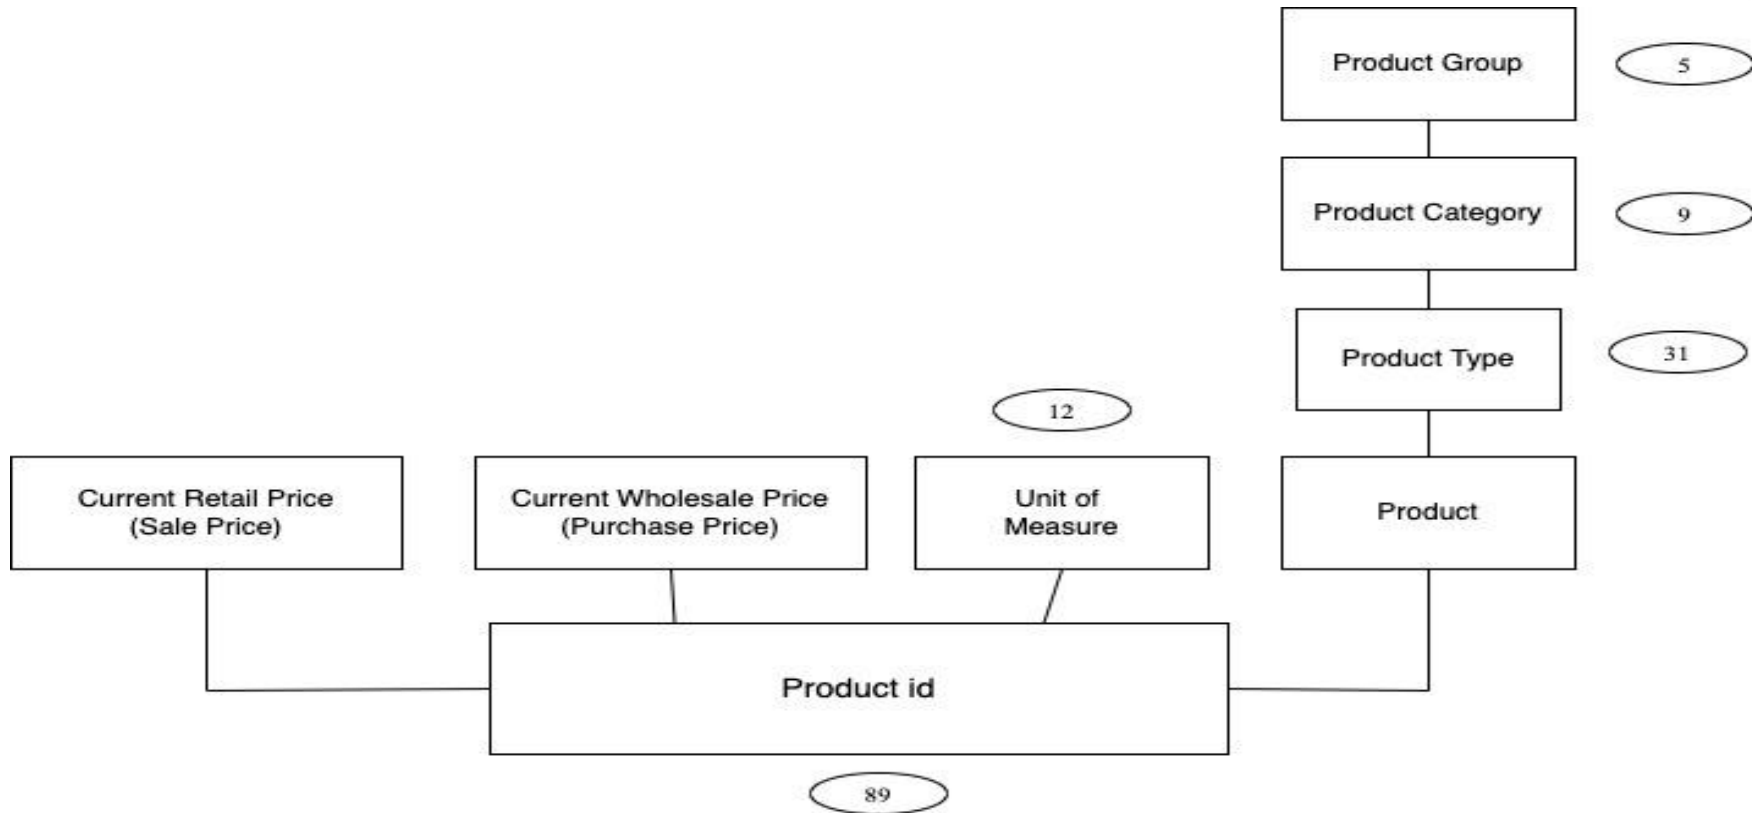 Product Group
5
Product Category
9
Product Type
31
12
Current Retail Price
(Sale Price)
Current Wholesale Price
(Purchase Price)
Unit of
Measure
Product
Product id
89